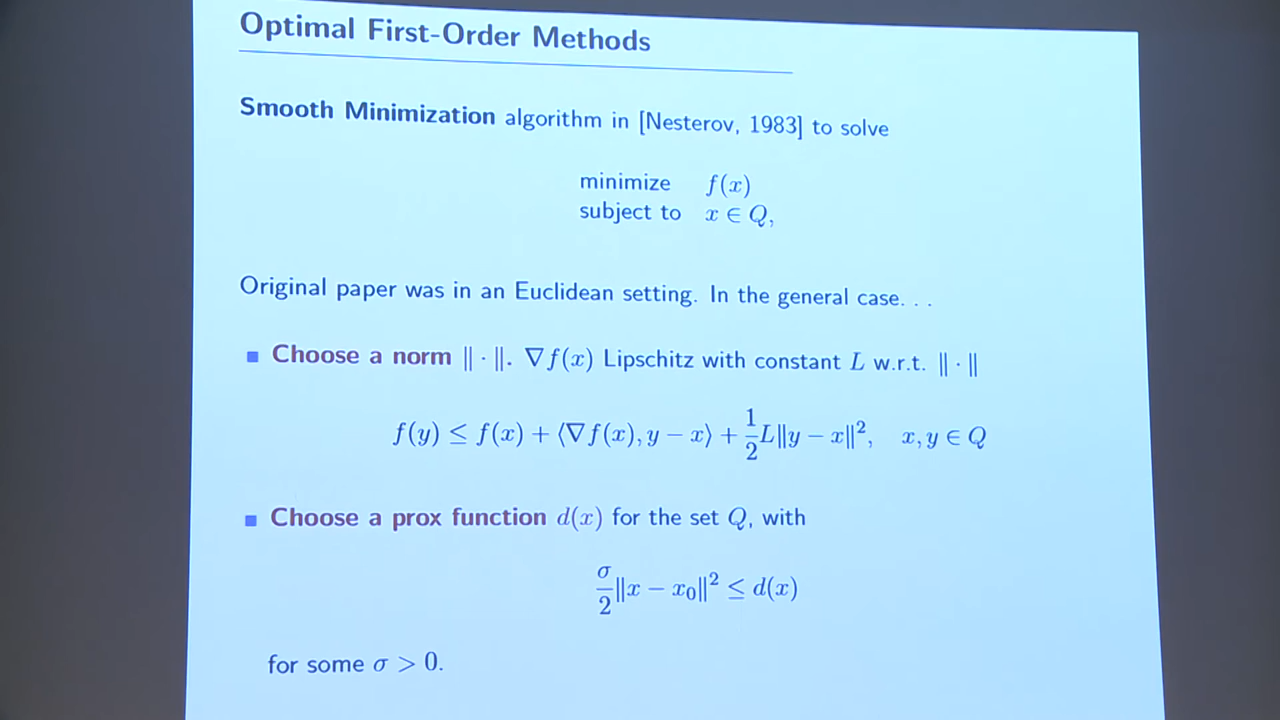 Optimal First-Order Methods
Smooth Minimization algorithm in [Nesterov, 1983] to solve
minimize f(x)
subject to x ∈ Q,
Original paper was in an Euclidean setting. In the general case. . .
■ Choose a norm ‖ · ‖. ∇f(x) Lipschitz with constant L w.r.t. ‖ · ‖
f(y) ≤ f(x) + ⟨∇f(x), y − x⟩ + 1/2 L‖y − x‖², x, y ∈ Q
■ Choose a prox function d(x) for the set Q, with
σ/2 ‖x − x₀‖² ≤ d(x)
for some σ > 0.